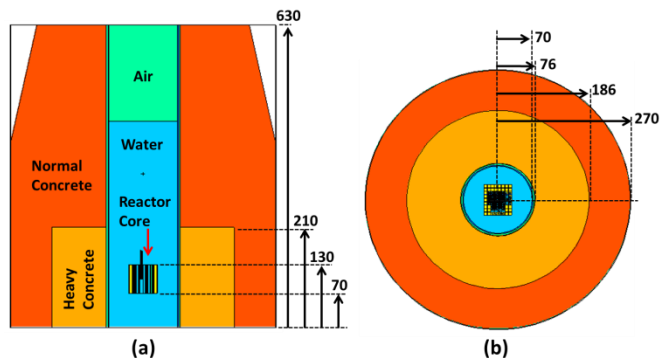 630
Air
Water
Normal
Concrete
Reactor
Core
Heavy
Concrete
210
130
70
(a)
(b)
70
76
186
270